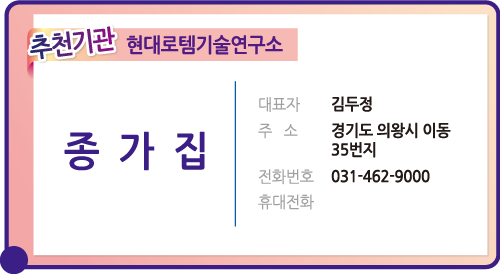 추천기관 현대로템기술연구소
종가집
대표자 김두정
주 소 경기도 의왕시 이동
35번지
전화번호 031-462-9000
휴대전화